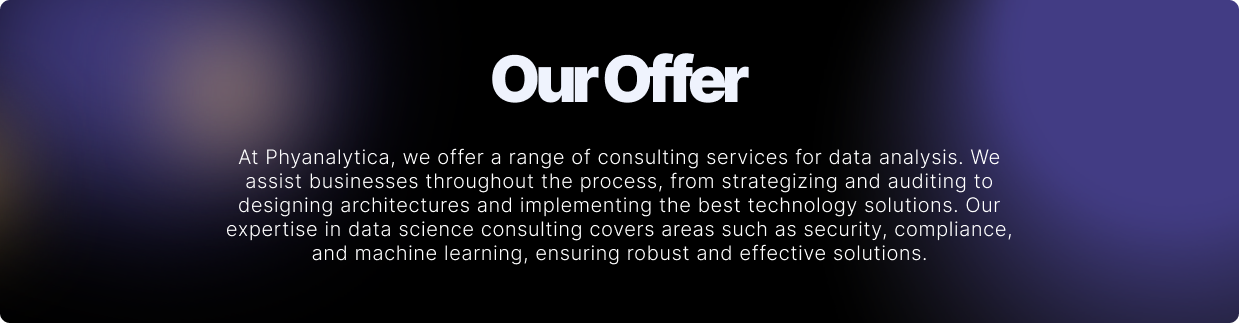 Our Offer
At Phyanalytica, we offer a range of consulting services for data analysis. We
assist businesses throughout the process, from strategizing and auditing to
designing architectures and implementing the best technology solutions. Our
expertise in data science consulting covers areas such as security, compliance,
and machine learning, ensuring robust and effective solutions.